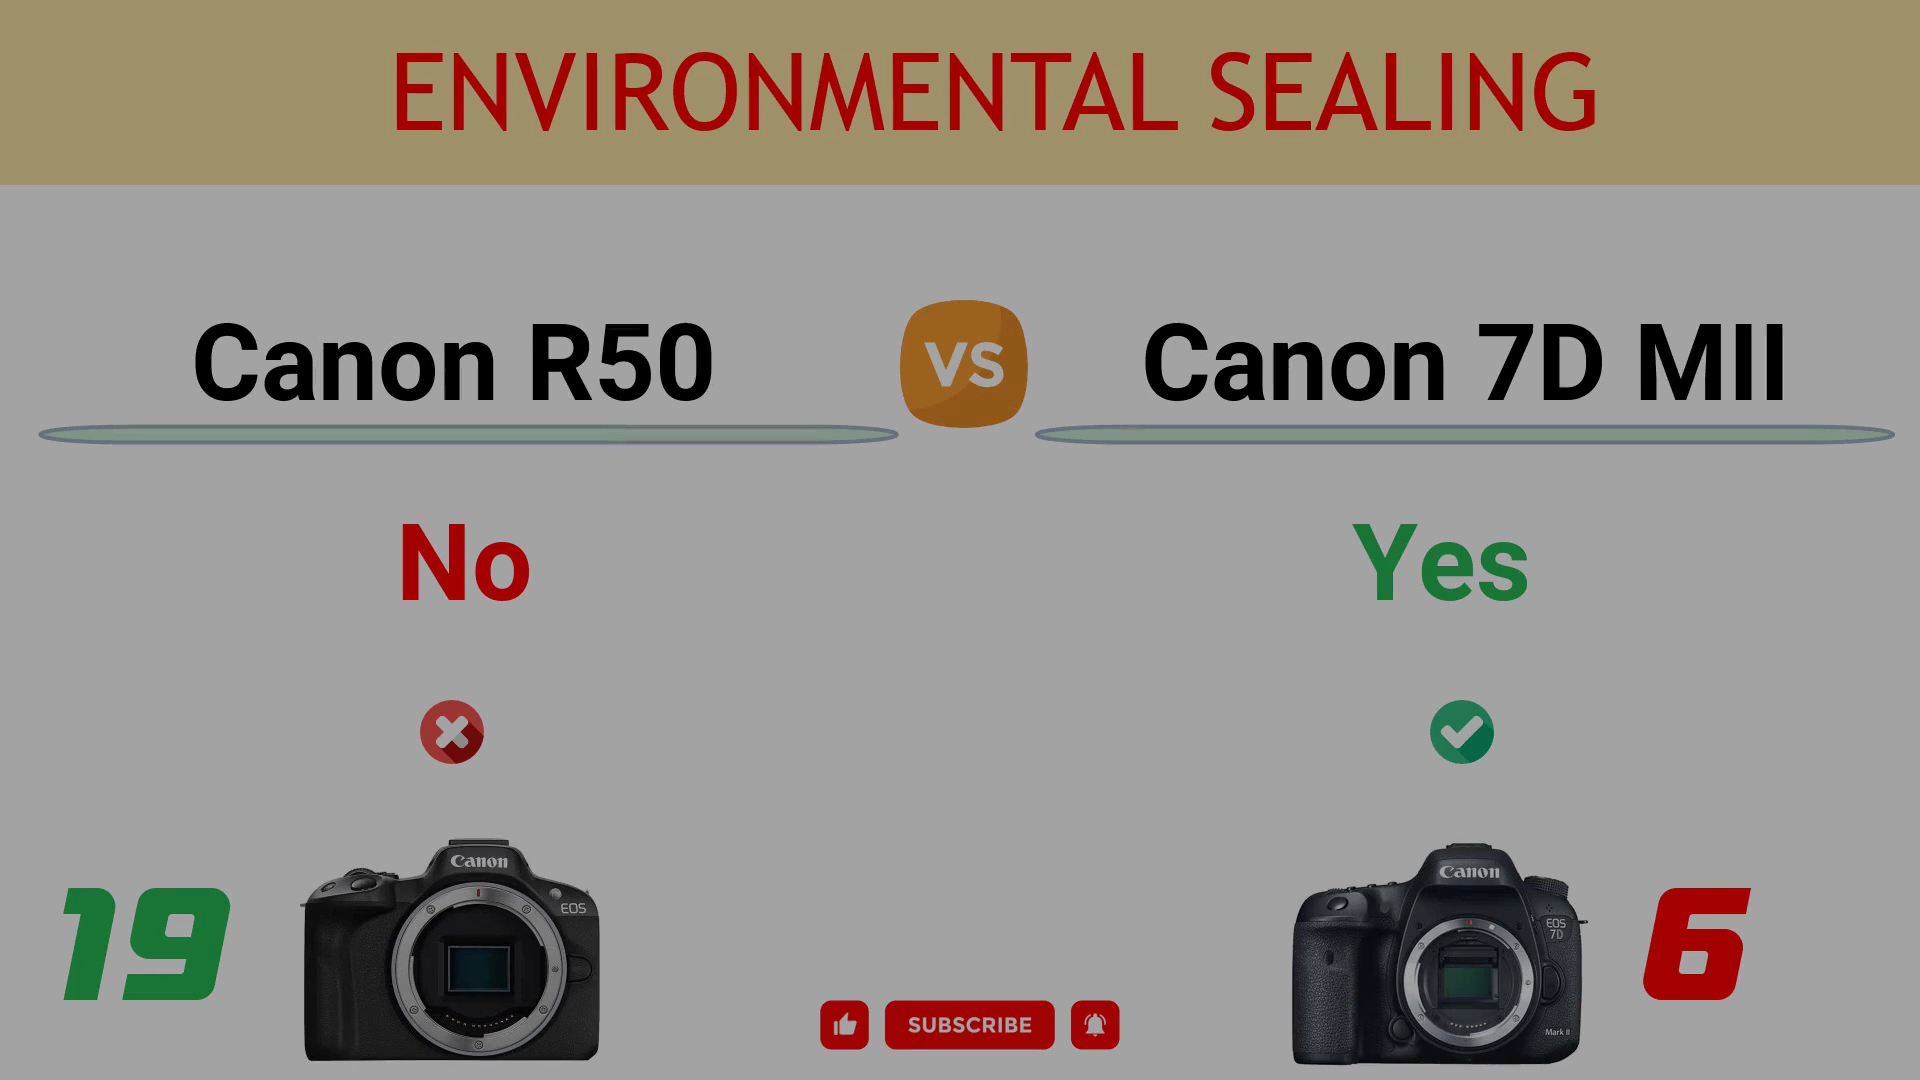 ENVIRONMENTAL SEALING
Canon R50
VS
Canon 7D MII
No
Yes
19
Canon
EOS
SUBSCRIBE
Canon
EOS
7D
Mark II
6